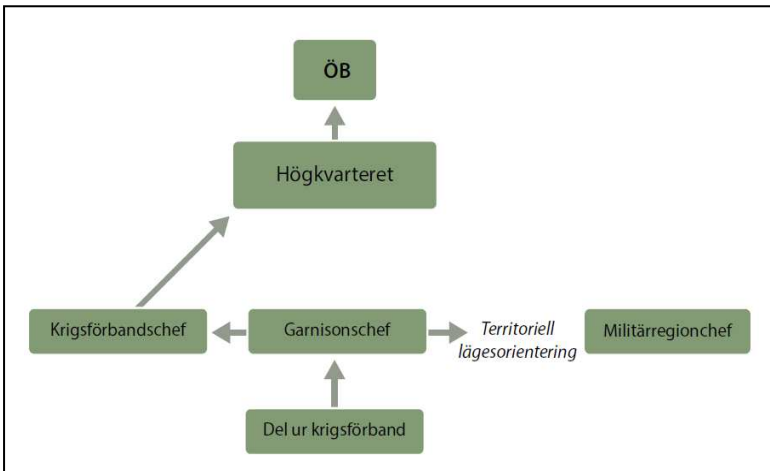 ÖB
Högkvarteret
Krigsförbandschef
Garnisonschef
Territoriell
lägesorientering
Militärregionchef
Del ur krigsförband